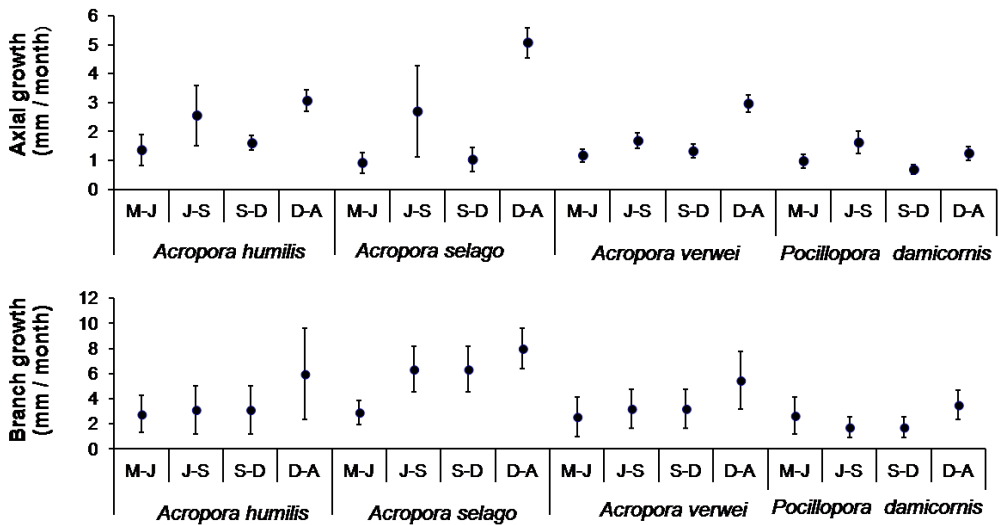 Axial growth
(mm / month)
6
5
4
3
2
1
0
M-J J-S S-D D-A M-J J-S S-D D-A M-J J-S S-D D-A M-J J-S S-D D-A
Acropora humilis Acropora selago Acropora verwei Pocillopora damicornis
Branch growth
(mm / month)
12
10
8
6
4
2
0
M-J J-S S-D D-A M-J J-S S-D D-A M-J J-S S-D D-A M-J J-S S-D D-A
Acropora humilis Acropora selago Acropora verwei Pocillopora damicornis